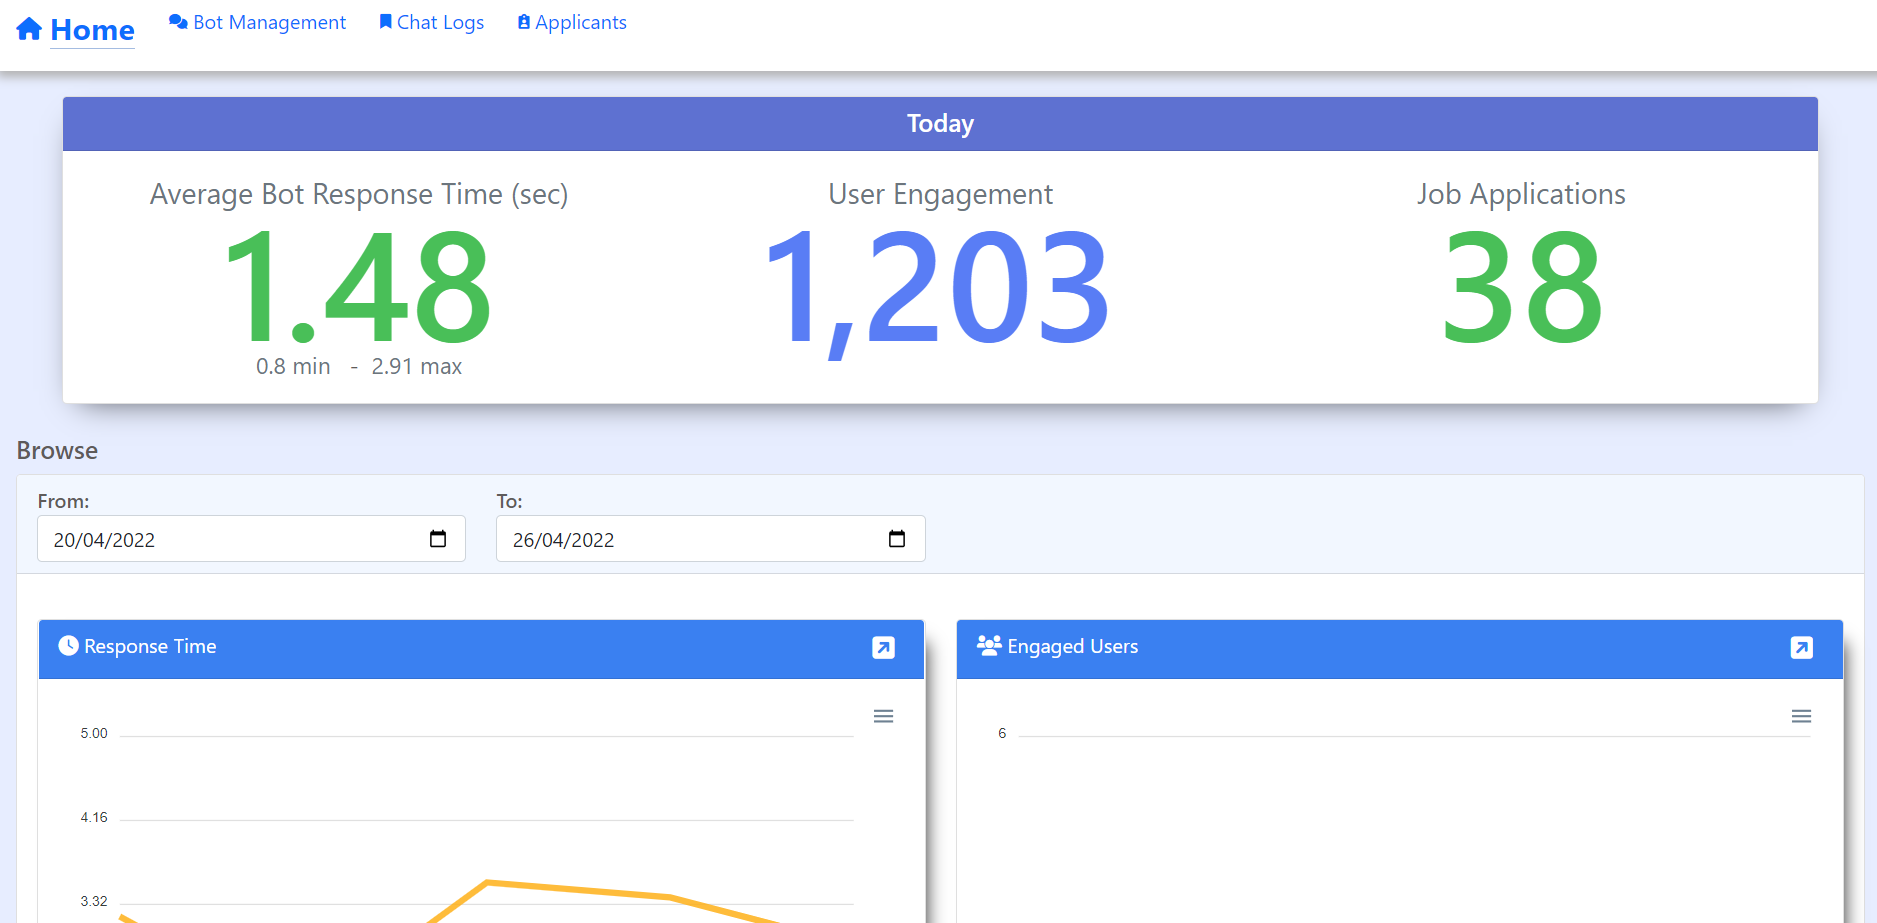 Home Bot Management Chat Logs Applicants
Today
Average Bot Response Time (sec)
1.48
0.8 min - 2.91 max
User Engagement
1,203
Job Applications
38
Browse
From:
20/04/2022
To:
26/04/2022
Response Time
5.00
4.16
3.32
Engaged Users
6